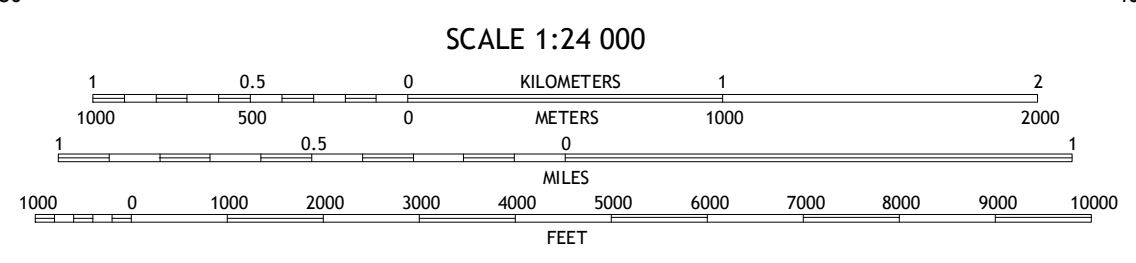 SCALE 1:24 000
1 0.5 0 KILOMETERS 1 2
1000 500 0 METERS 1000 2000
1 0.5 0 1
MILES
1000 0 1000 2000 3000 4000 5000 6000 7000 8000 9000 10000
FEET